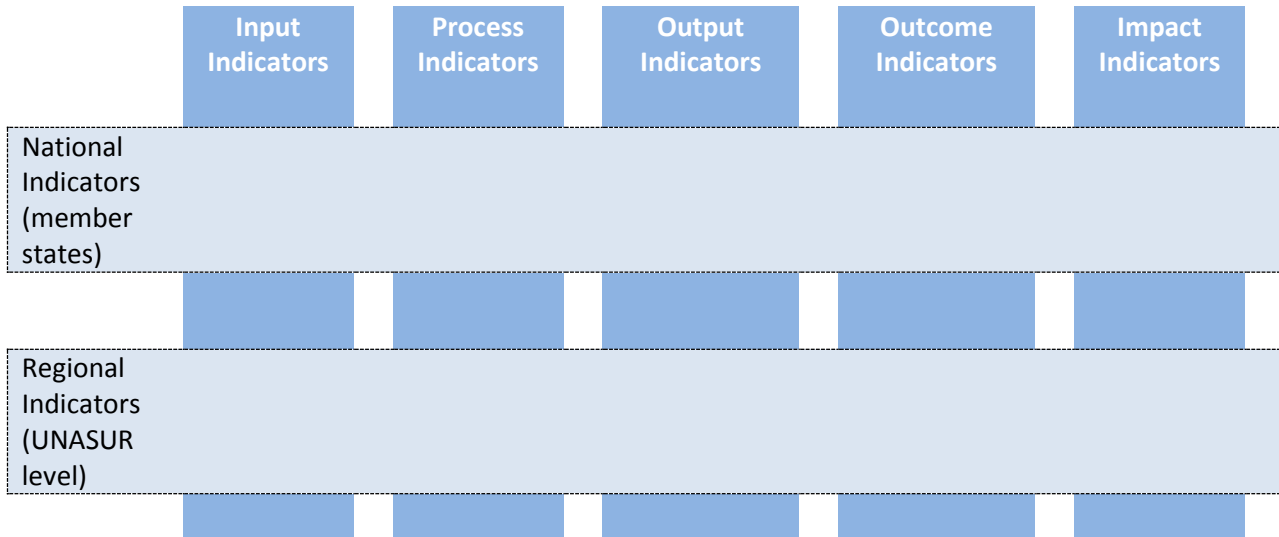 Input
Indicators
Process
Indicators
Output
Indicators
Outcome
Indicators
Impact
Indicators
National
Indicators
(member
states)
Regional
Indicators
(UNASUR
level)